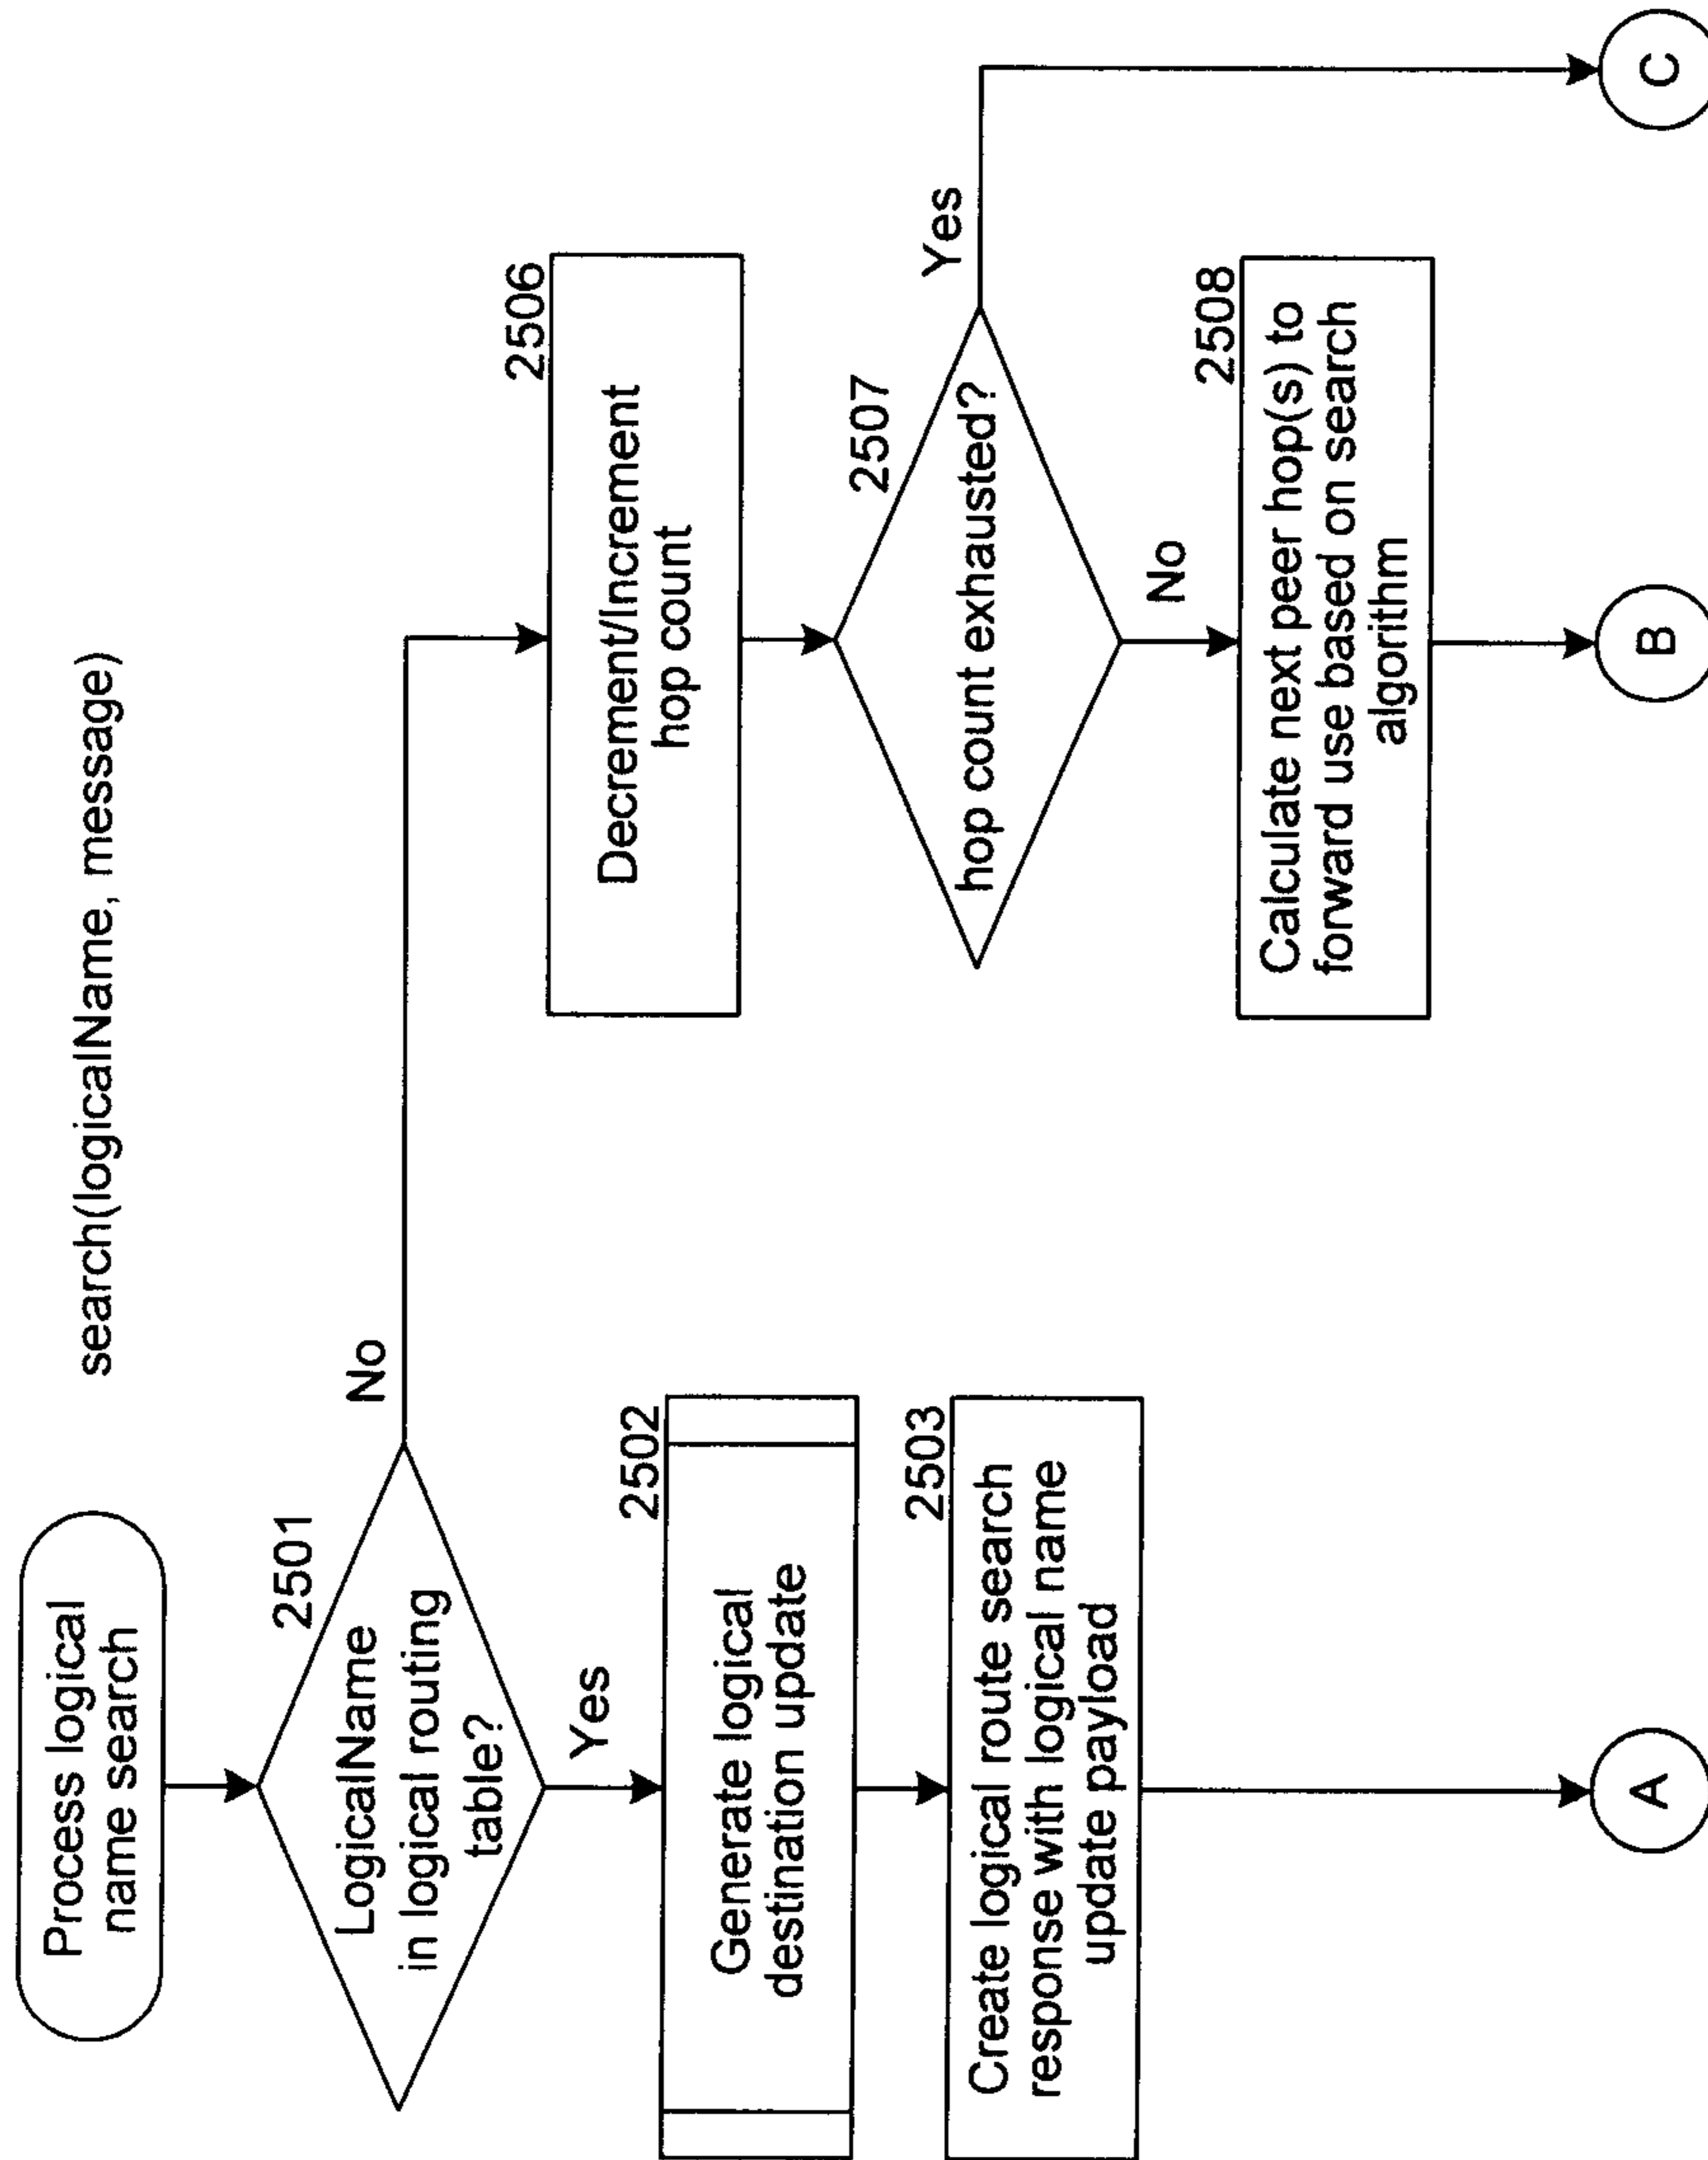 search(logicalName, message)
Process logical
name search
2501
LogicalName
in logical routing
table?
No
Yes
2502
Generate logical
destination update
2503
Create logical route search
response with logical name
update payload
A
2506
Decrement/Increment
hop count
2507
hop count exhausted?
Yes
No
2508
Calculate next peer hop(s) to
forward use based on search
algorithm
B
C